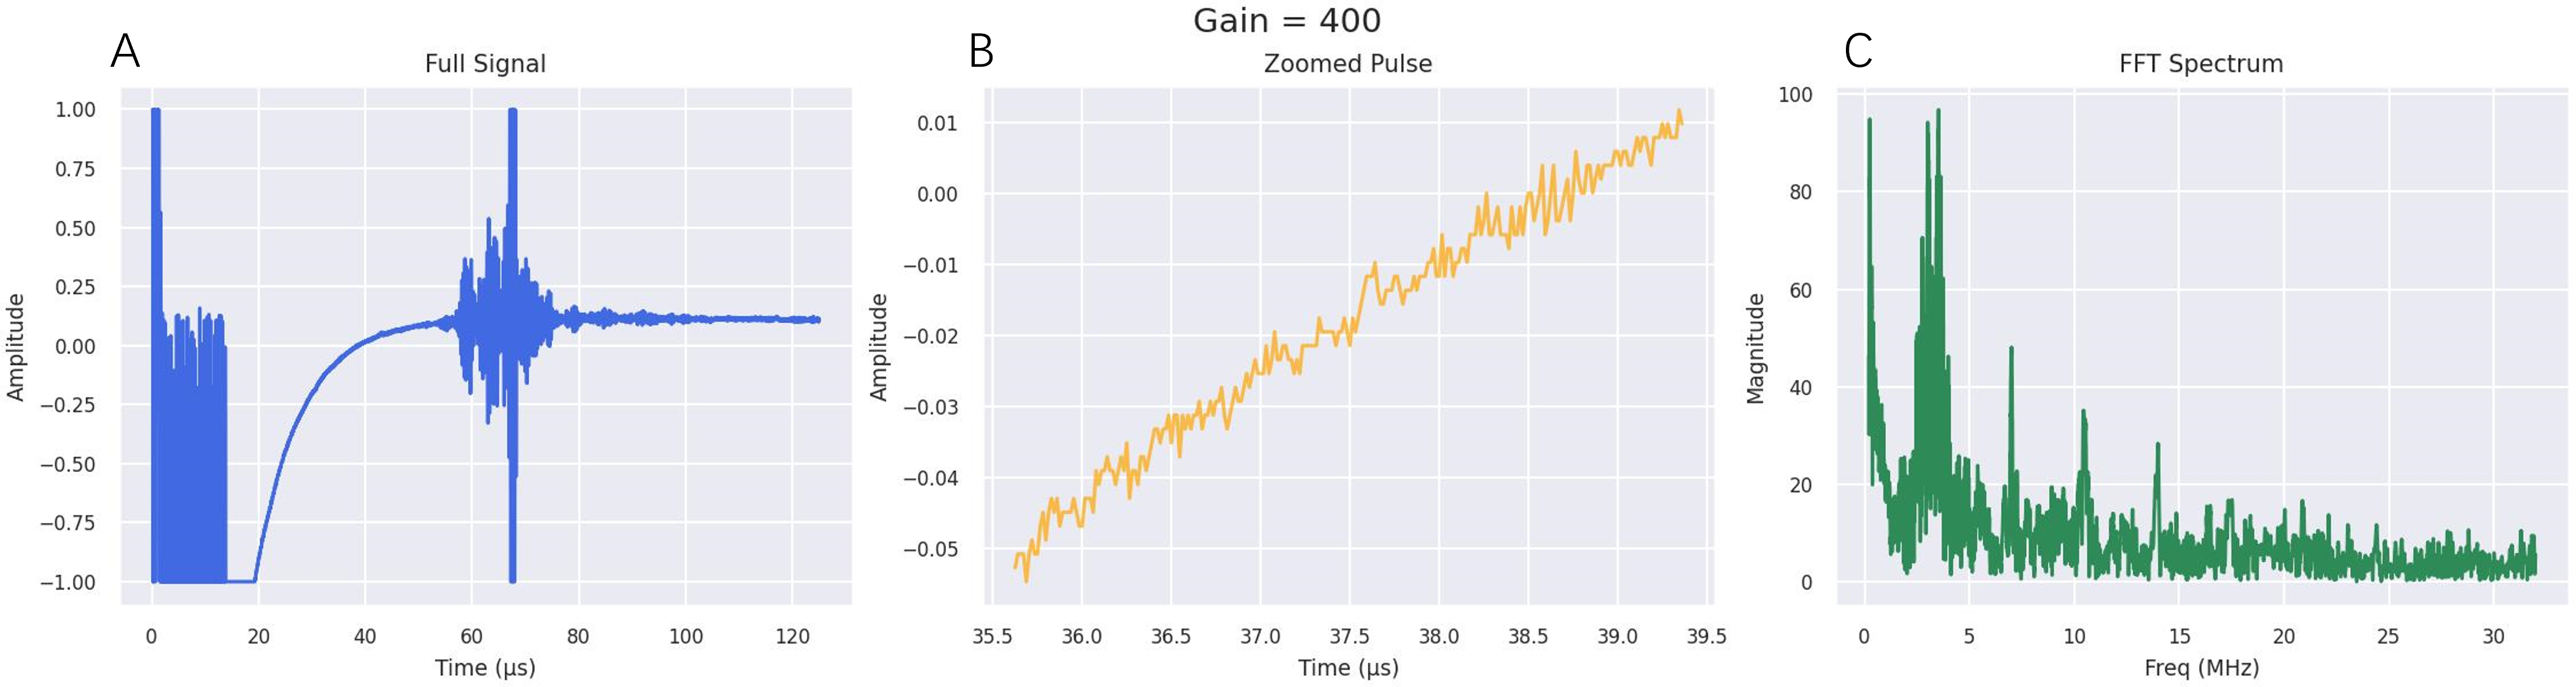 Gain = 400
A
Full Signal
Amplitude
1.00
0.75
0.50
0.25
0.00
−0.25
−0.50
−0.75
−1.00
0 20 40 60 80 100 120
Time (μs)
B
Zoomed Pulse
Amplitude
0.01
0.00
−0.01
−0.02
−0.03
−0.04
−0.05
35.5 36.0 36.5 37.0 37.5 38.0 38.5 39.0 39.5
Time (μs)
C
FFT Spectrum
Magnitude
100
80
60
40
20
0
0 5 10 15 20 25 30
Freq (MHz)